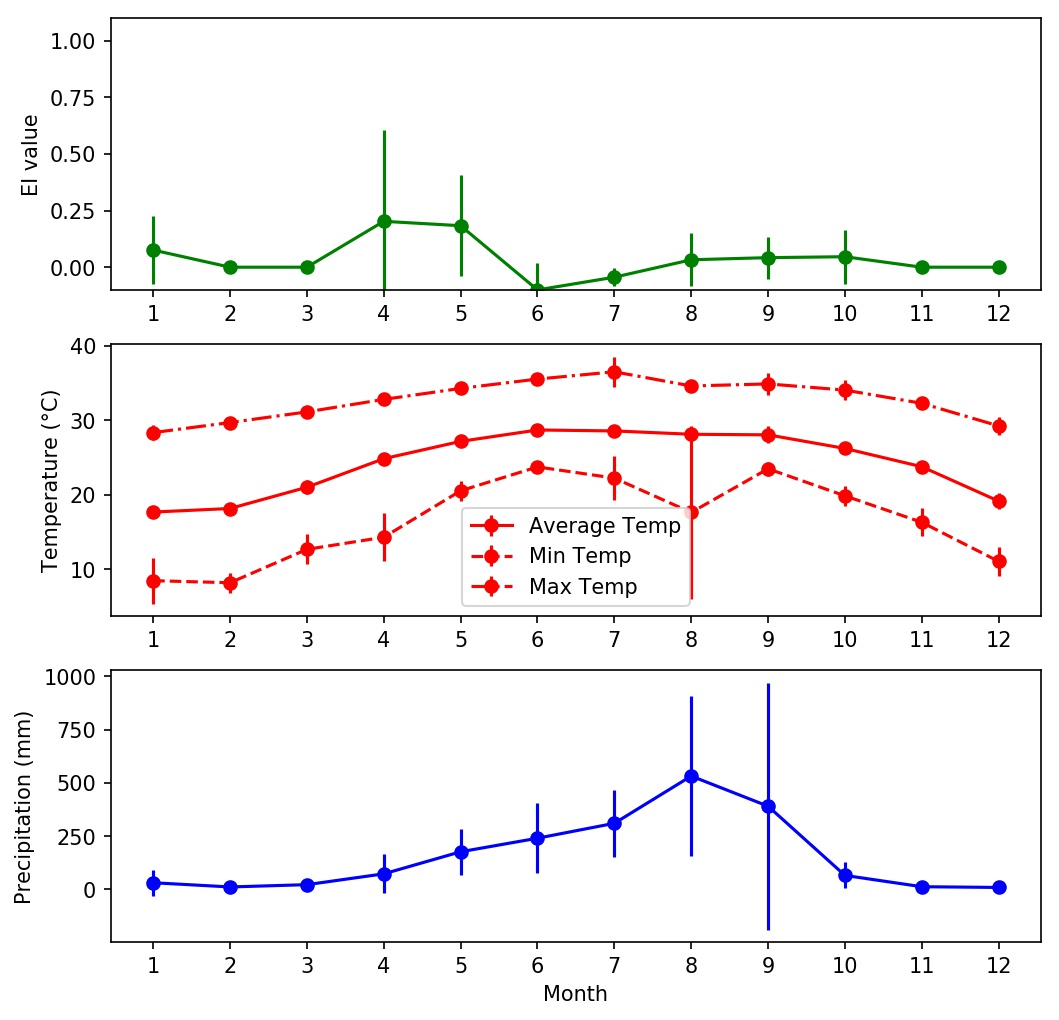 1.00
0.75
0.50
0.25
0.00
EI value
1 2 3 4 5 6 7 8 9 10 11 12
40
30
20
10
Temperature (°C)
Average Temp
Min Temp
Max Temp
1 2 3 4 5 6 7 8 9 10 11 12
1000
750
500
250
0
Precipitation (mm)
1 2 3 4 5 6 7 8 9 10 11 12
Month